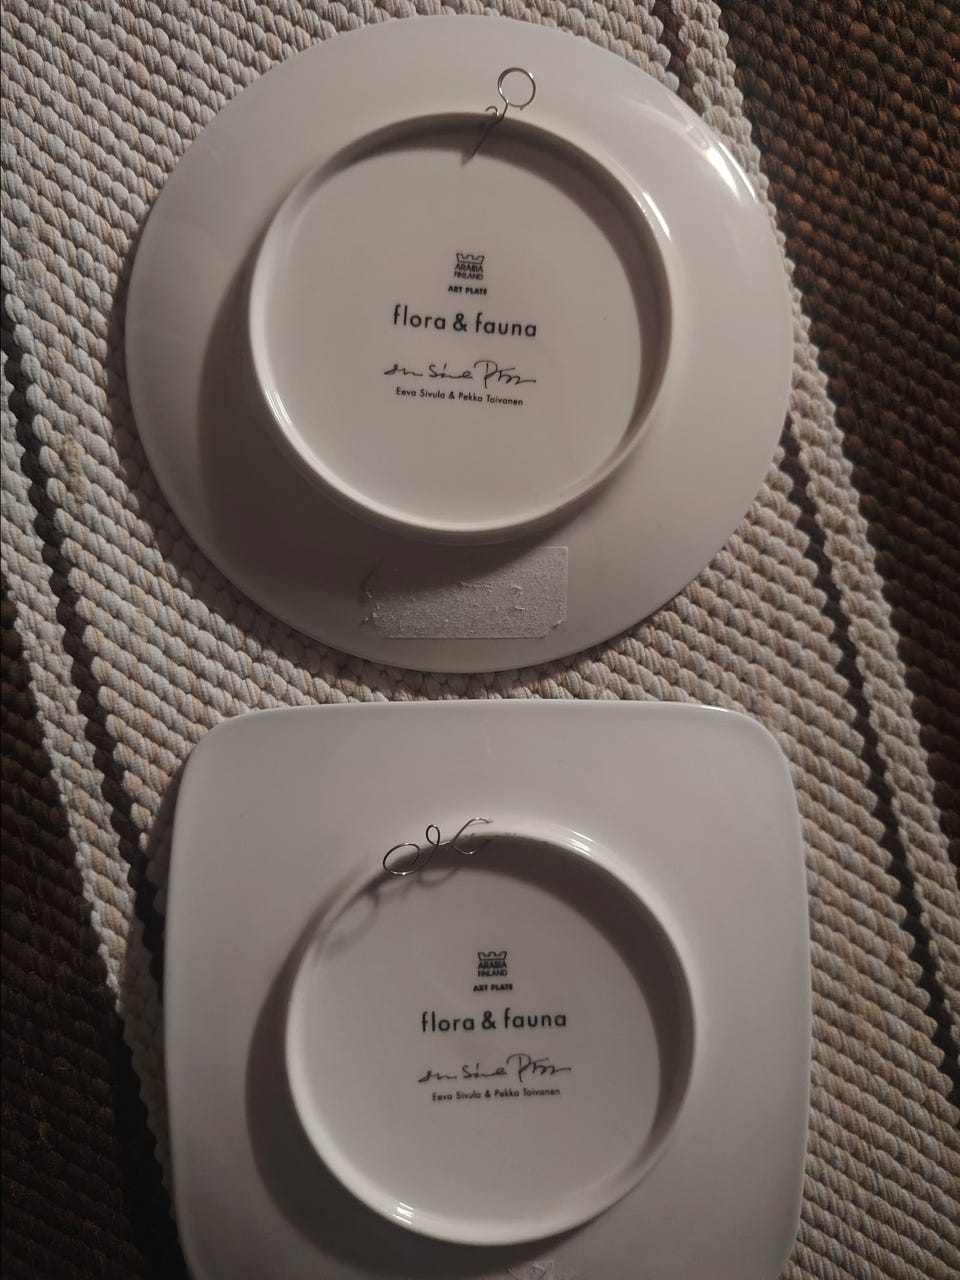 ARABIA
FINLAND
ART PLATE
flora & fauna
Eeva Sivula & Pekka Toivanen
ARABIA
FINLAND
ART PLATE
flora & fauna
Eeva Sivula & Pekka Toivanen